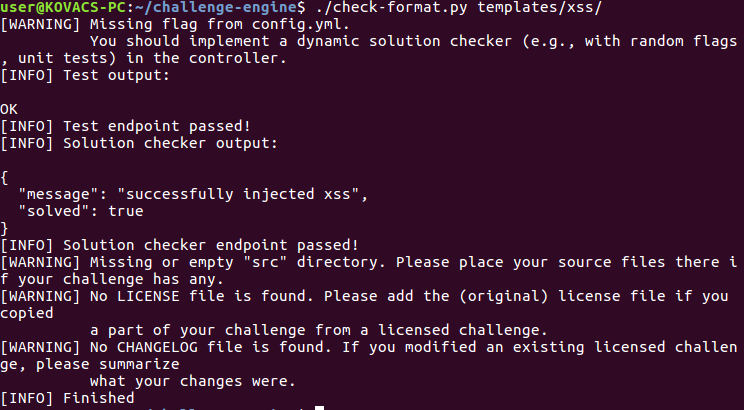 user@KOVACS-PC:~/challenge-engine$ ./check-format.py templates/xss/
[WARNING] Missing flag from config.yml.
          You should implement a dynamic solution checker (e.g., with random flags
, unit tests) in the controller.
[INFO] Test output:
OK
[INFO] Test endpoint passed!
[INFO] Solution checker output:
{
  "message": "successfully injected xss",
  "solved": true
}
[INFO] Solution checker endpoint passed!
[WARNING] Missing or empty "src" directory. Please place your source files there i
f your challenge has any.
[WARNING] No LICENSE file is found. Please add the (original) license file if you
copied
          a part of your challenge from a licensed challenge.
[WARNING] No CHANGELOG file is found. If you modified an existing licensed challen
ge, please summarize
          what your changes were.
[INFO] Finished